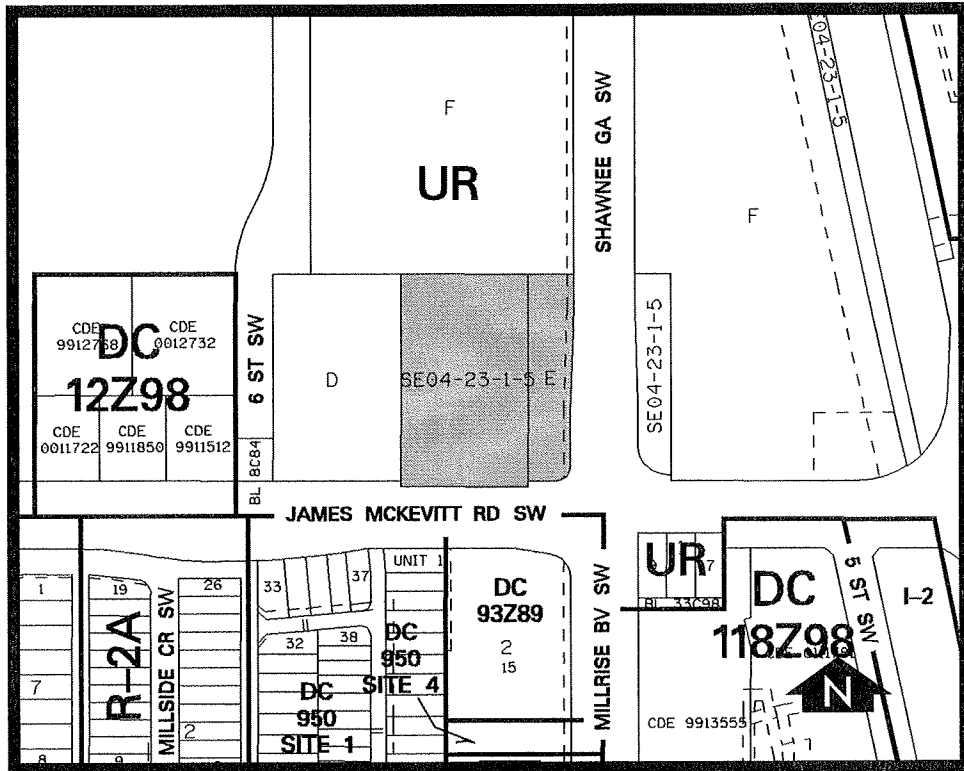 F
UR
SHAWNEE GA SW
04-23-1-5
F
CDE
9912768
CDE
0012732
DC
12Z98
CDE
0011722
CDE
9911850
CDE
9911512
6 ST SW
BL 8C84
D
SE04-23-1-5
E
SE04-23-1-5
JAMES MCKEVITT RD SW
1
7
8
R-2A
19
9
MILLSIDE CR SW
26
2
33
37
32
38
DC
950
SITE 1
UNIT 1
DC
950
SITE 4
DC
93Z89
2
15
MILLRISE BV SW
UR
7
BL 33C98
DC
118Z98
CDE 9913555
5 ST SW
I-2
N
1